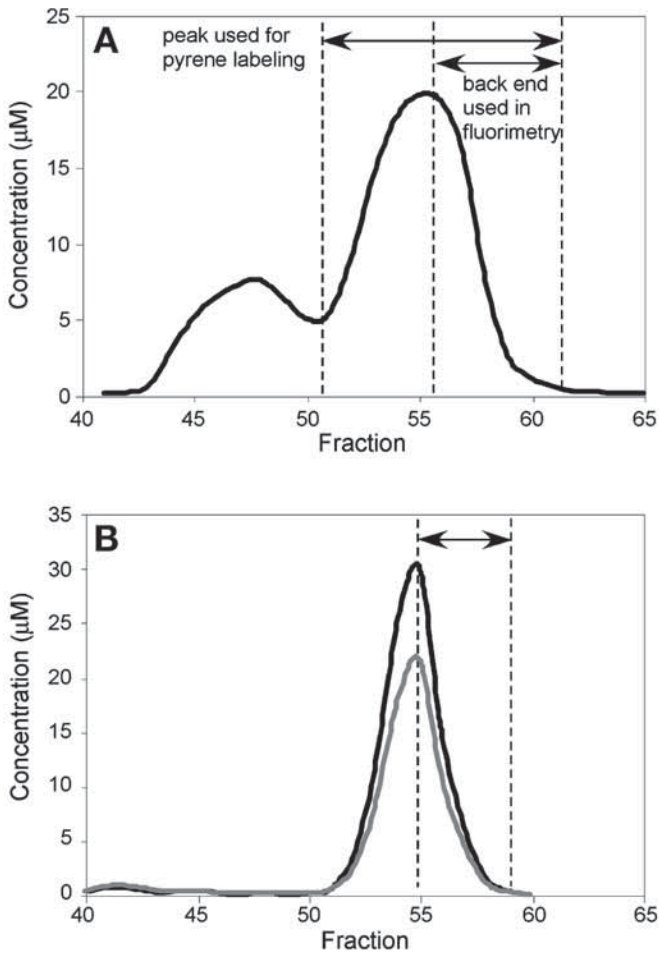 A
peak used for
pyrene labeling
back end
used in
fluorimetry
25
20
15
10
5
0
Concentration (μM)
40 45 50 55 60 65
Fraction
B
35
30
25
20
15
10
5
0
Concentration (μM)
40 45 50 55 60 65
Fraction